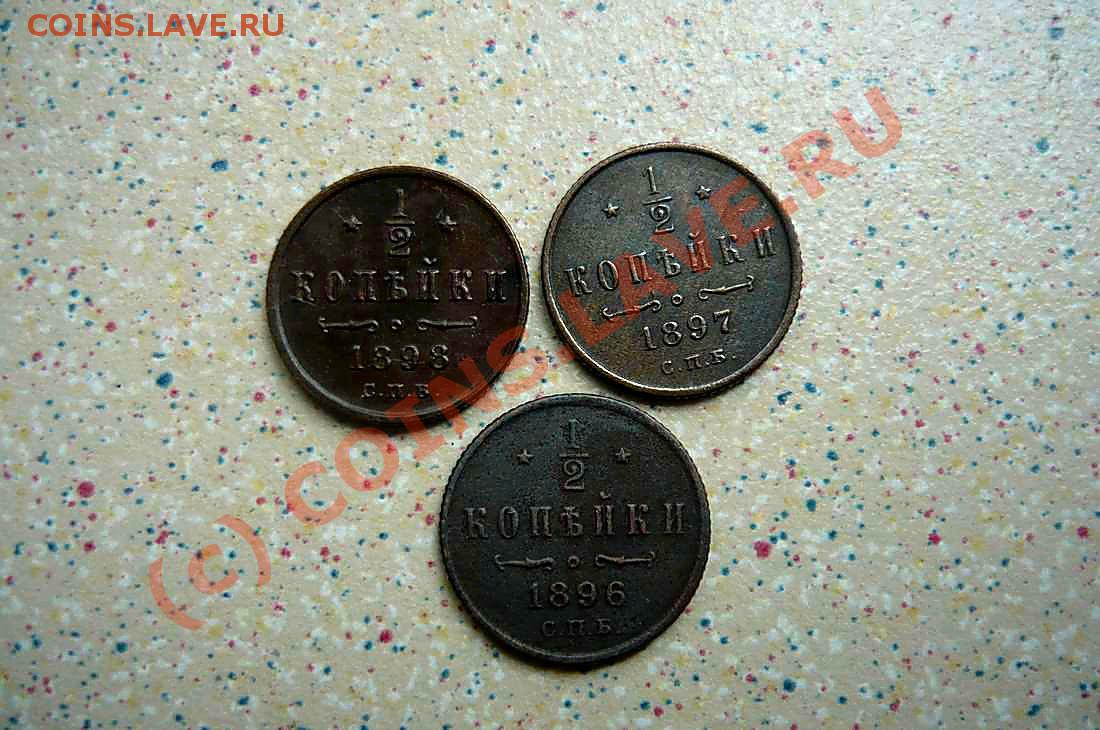 COINS.LAVE.RU
1/2
КОПѢЙКИ
1898
С.П.Б.
1/2
КОПѢЙКИ
1897
С.П.Б.
1/2
КОПѢЙКИ
1896
С.П.Б.
(c) COINS.LAVE.RU